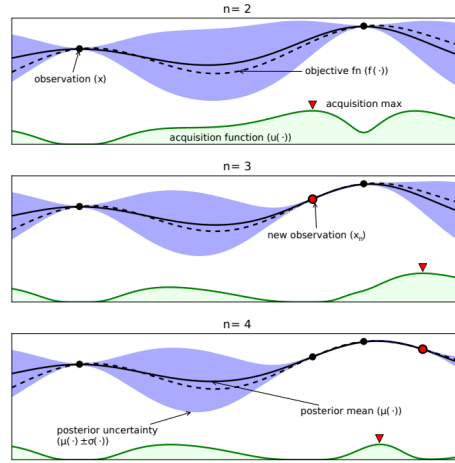 n= 2
observation (x)
objective fn (f(·))
acquisition max
acquisition function (u(·))
n= 3
new observation (xn)
n= 4
posterior mean (μ(·))
posterior uncertainty
(μ(·) ±σ(·))